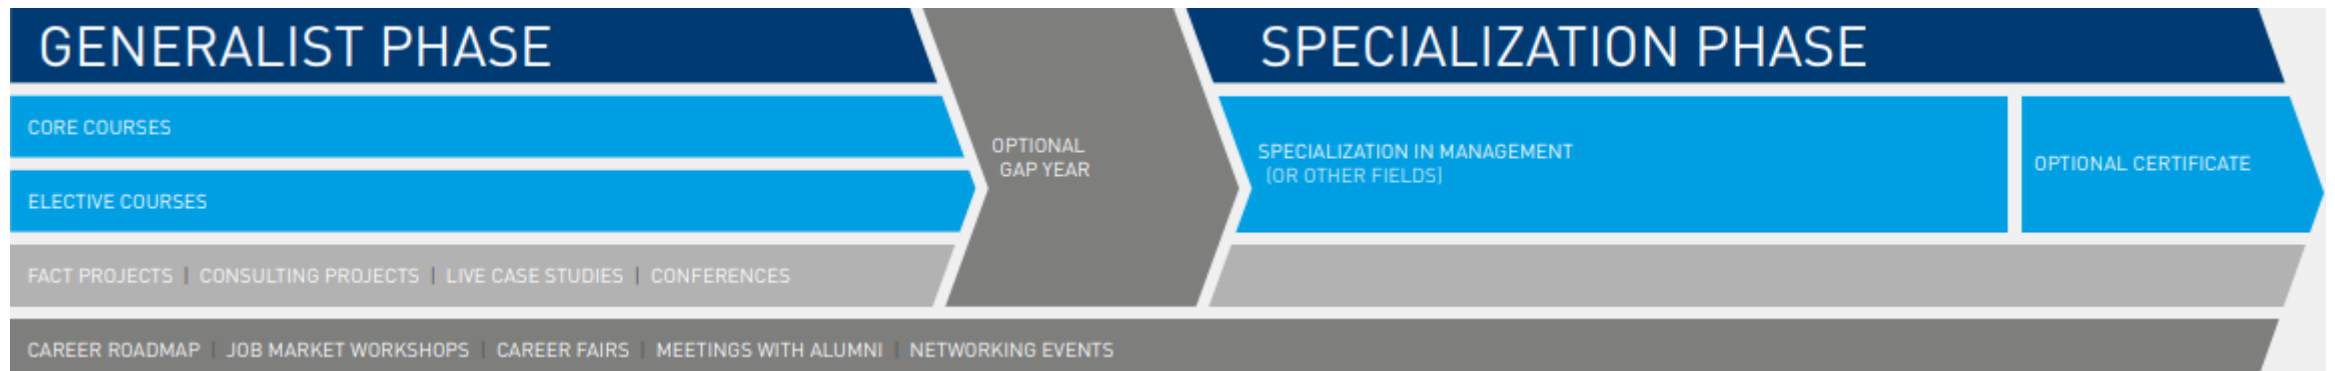 GENERALIST PHASE
SPECIALIZATION PHASE
CORE COURSES
ELECTIVE COURSES
OPTIONAL
GAP YEAR
SPECIALIZATION IN MANAGEMENT
(OR OTHER FIELDS)
OPTIONAL CERTIFICATE
FACT PROJECTS | CONSULTING PROJECTS | LIVE CASE STUDIES | CONFERENCES
CAREER ROADMAP | JOB MARKET WORKSHOPS | CAREER FAIRS | MEETINGS WITH ALUMNI | NETWORKING EVENTS